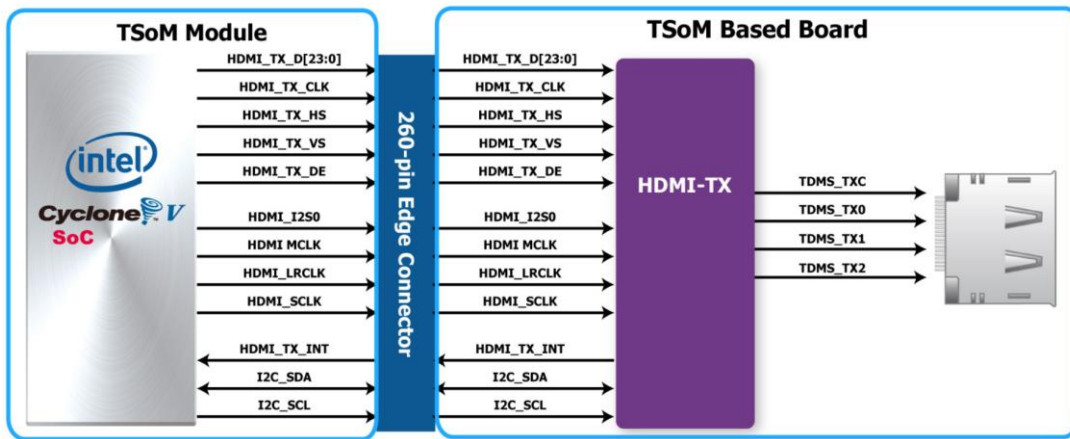 TSoM Module
TSoM Based Board
intel
Cyclone V
SoC
HDMI_TX_D[23:0]
HDMI_TX_CLK
HDMI_TX_HS
HDMI_TX_VS
HDMI_TX_DE
HDMI_I2S0
HDMI MCLK
HDMI_LRCLK
HDMI_SCLK
HDMI_TX_INT
I2C_SDA
I2C_SCL
260-pin Edge Connector
HDMI_TX_D[23:0]
HDMI_TX_CLK
HDMI_TX_HS
HDMI_TX_VS
HDMI_TX_DE
HDMI_I2S0
HDMI MCLK
HDMI_LRCLK
HDMI_SCLK
HDMI_TX_INT
I2C_SDA
I2C_SCL
HDMI-TX
TDMS_TXC
TDMS_TX0
TDMS_TX1
TDMS_TX2